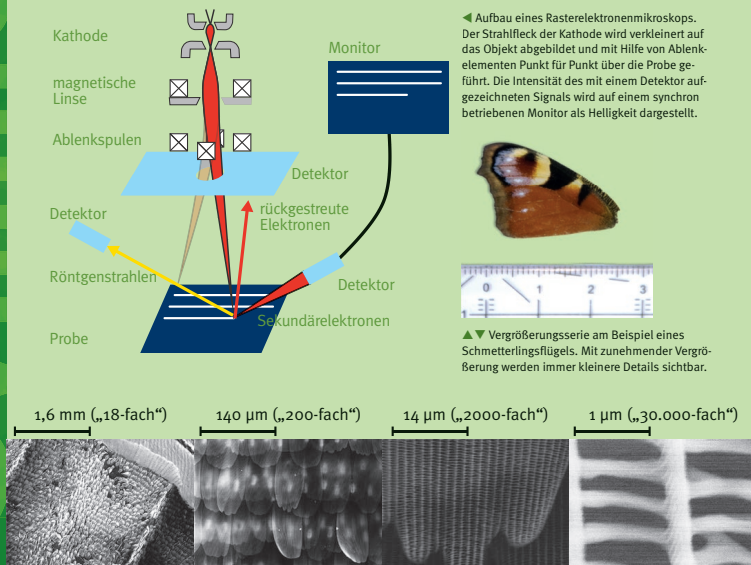 Kathode
magnetische
Linse
Ablenkspulen
Detektor
Detektor
rückgestreute
Elektronen
Röntgenstrahlen
Detektor
Sekundärelektronen
Probe
Monitor
◀ Aufbau eines Rasterelektronenmikroskops.
Der Strahlfleck der Kathode wird verkleinert auf
das Objekt abgebildet und mit Hilfe von Ablenk-
elementen Punkt für Punkt über die Probe ge-
führt. Die Intensität des mit einem Detektor auf-
gezeichneten Signals wird auf einem synchron
betriebenen Monitor als Helligkeit dargestellt.
0 1 2 3
1
▲▼ Vergrößerungsserie am Beispiel eines
Schmetterlingsflügels. Mit zunehmender Vergrö-
ßerung werden immer kleinere Details sichtbar.
1,6 mm („18-fach“)
140 µm („200-fach“)
14 µm („2000-fach“)
1 µm („30.000-fach“)